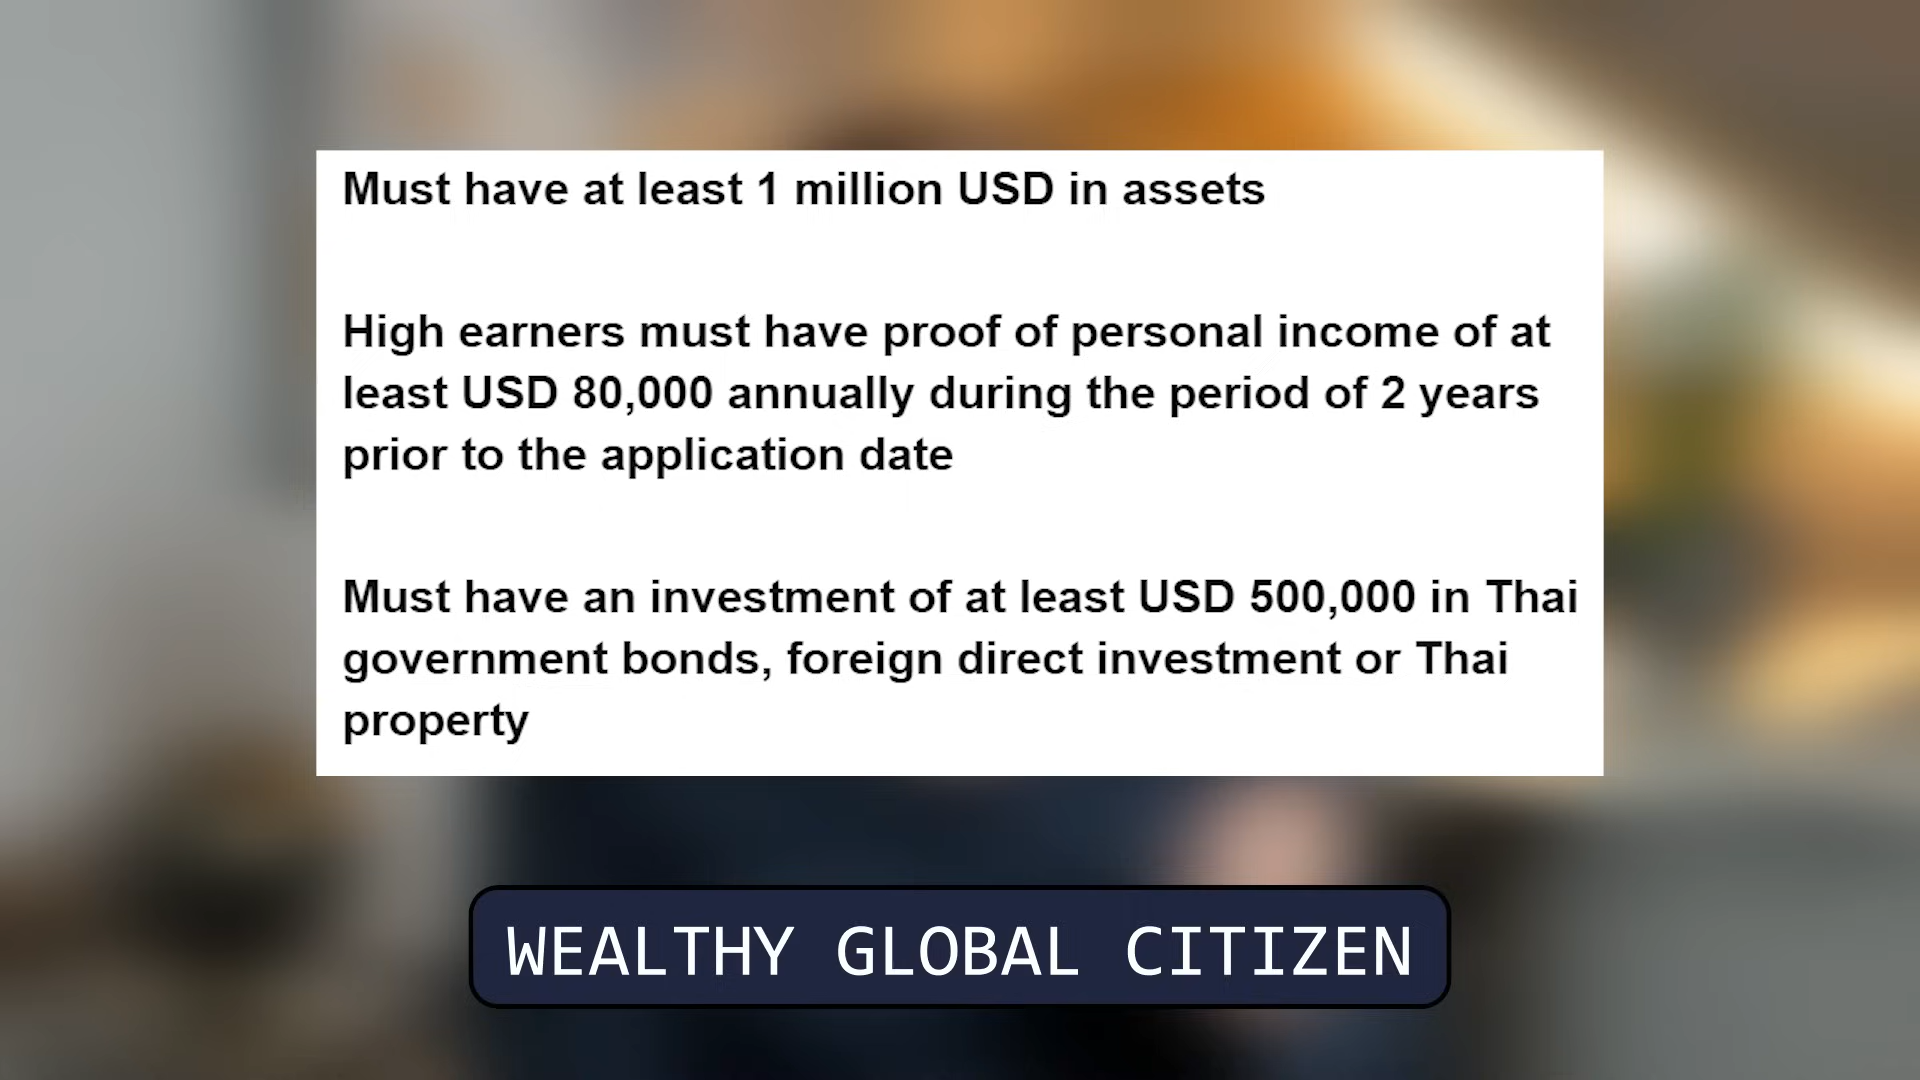 Must have at least 1 million USD in assets
High earners must have proof of personal income of at
least USD 80,000 annually during the period of 2 years
prior to the application date
Must have an investment of at least USD 500,000 in Thai
government bonds, foreign direct investment or Thai
property
WEALTHY GLOBAL CITIZEN